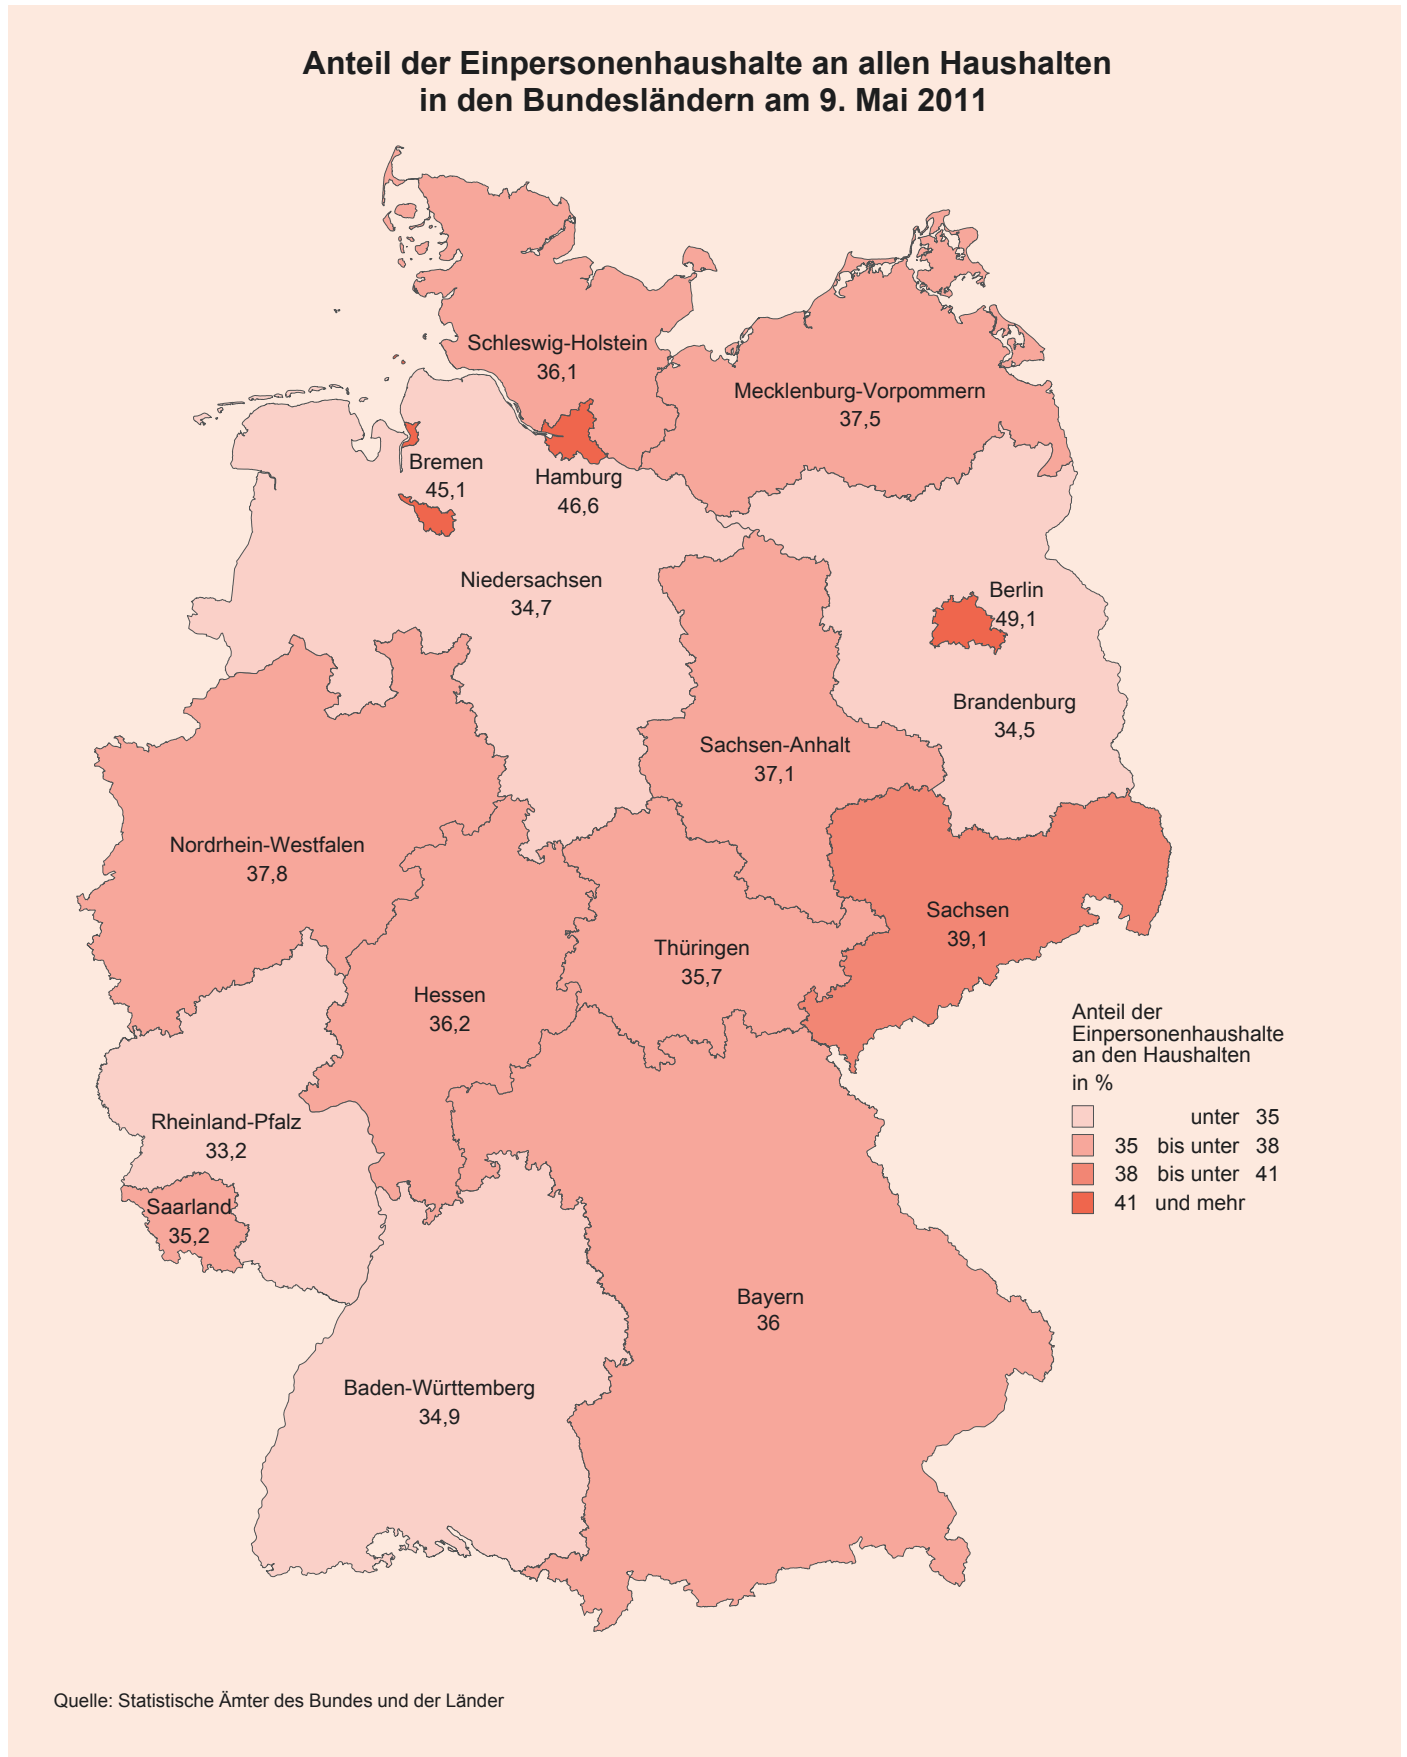 Anteil der Einpersonenhaushalte an allen Haushalten
in den Bundesländern am 9. Mai 2011
Schleswig-Holstein
36,1
Mecklenburg-Vorpommern
37,5
Bremen
45,1
Hamburg
46,6
Niedersachsen
34,7
Berlin
49,1
Brandenburg
34,5
Sachsen-Anhalt
37,1
Nordrhein-Westfalen
37,8
Sachsen
39,1
Thüringen
35,7
Hessen
36,2
Rheinland-Pfalz
33,2
Saarland
35,2
Bayern
36
Baden-Württemberg
34,9
Anteil der
Einpersonenhaushalte
an den Haushalten
in %
unter 35
35 bis unter 38
38 bis unter 41
41 und mehr
Quelle: Statistische Ämter des Bundes und der Länder